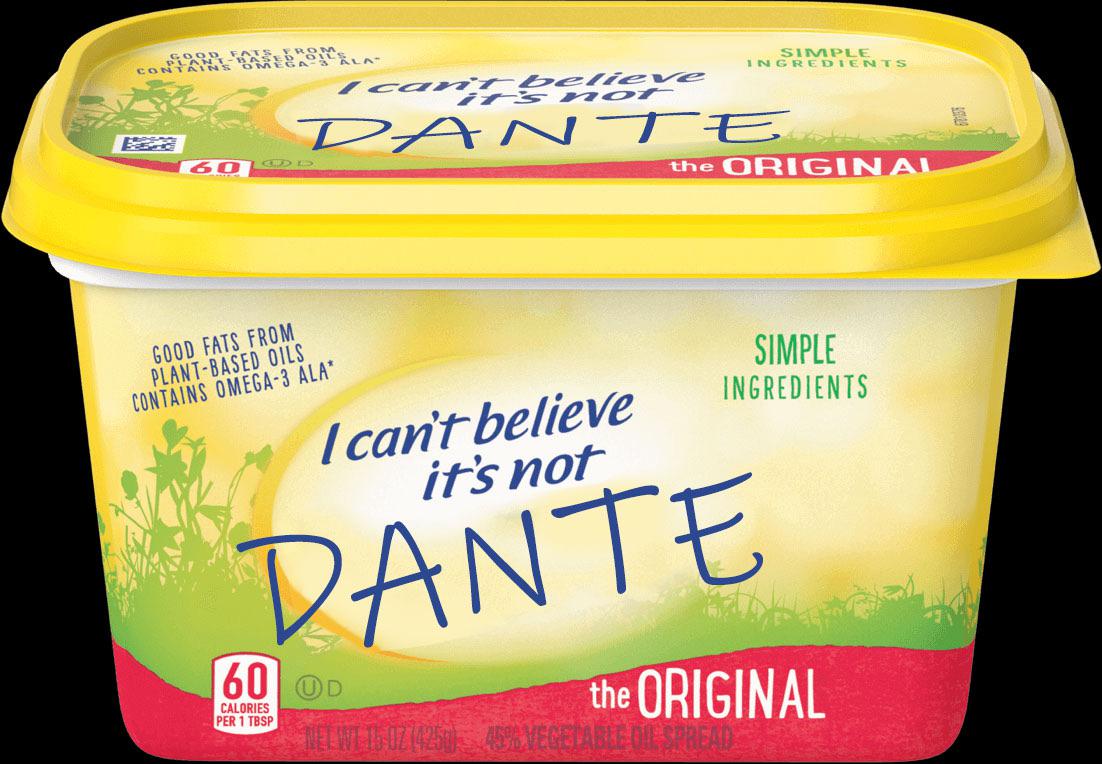 GOOD FATS FROM
PLANT-BASED OILS
CONTAINS OMEGA-3 ALA*
SIMPLE
INGREDIENTS
I can't believe
it's not
DANTE
60
the ORIGINAL
GOOD FATS FROM
PLANT-BASED OILS
CONTAINS OMEGA-3 ALA*
SIMPLE
INGREDIENTS
I can't believe
it's not
DANTE
60
CALORIES
PER 1 TBSP
U D
the ORIGINAL
NET WT 15 OZ (425g) 45% VEGETABLE OIL SPREAD